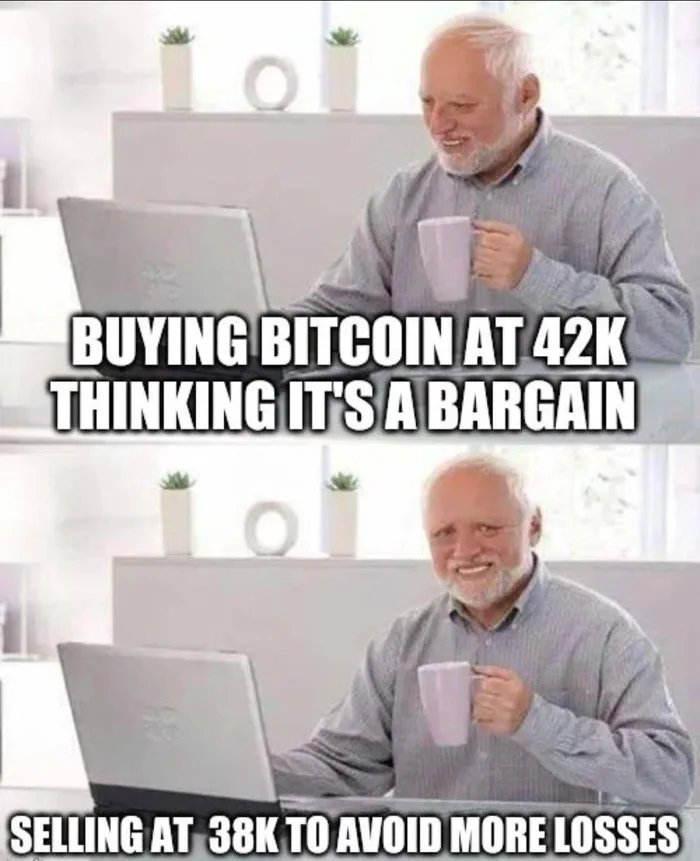 BUYING BITCOIN AT 42K
THINKING IT'S A BARGAIN
SELLING AT 38K TO AVOID MORE LOSSES